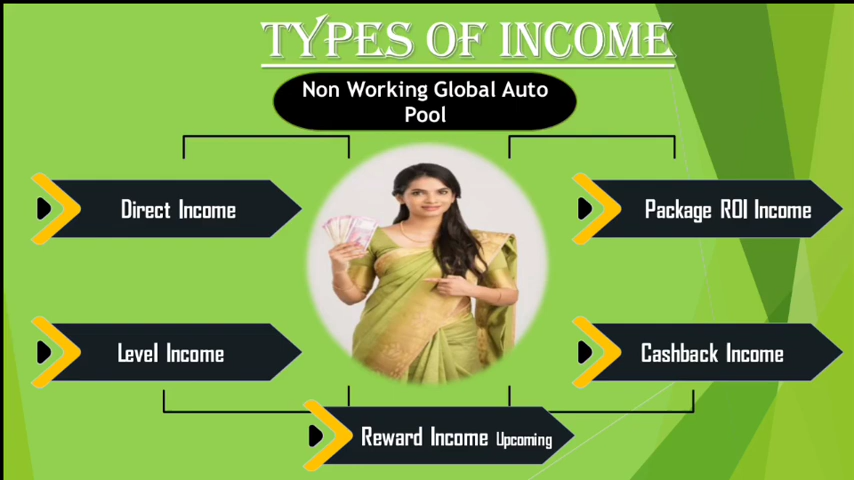 TYPES OF INCOME
Non Working Global Auto
Pool
Direct Income
Package ROI Income
Level Income
Cashback Income
Reward Income Upcoming